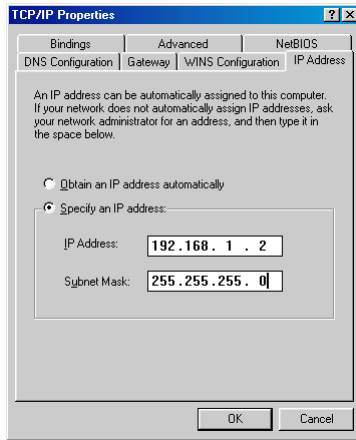 TCP/IP Properties
Bindings Advanced NetBIOS
DNS Configuration Gateway WINS Configuration IP Address
An IP address can be automatically assigned to this computer.
If your network does not automatically assign IP addresses, ask
your network administrator for an address, and then type it in
the space below.
Obtain an IP address automatically
Specify an IP address:
IP Address: 192.168. 1 . 2
Subnet Mask: 255.255.255. 0
OK Cancel